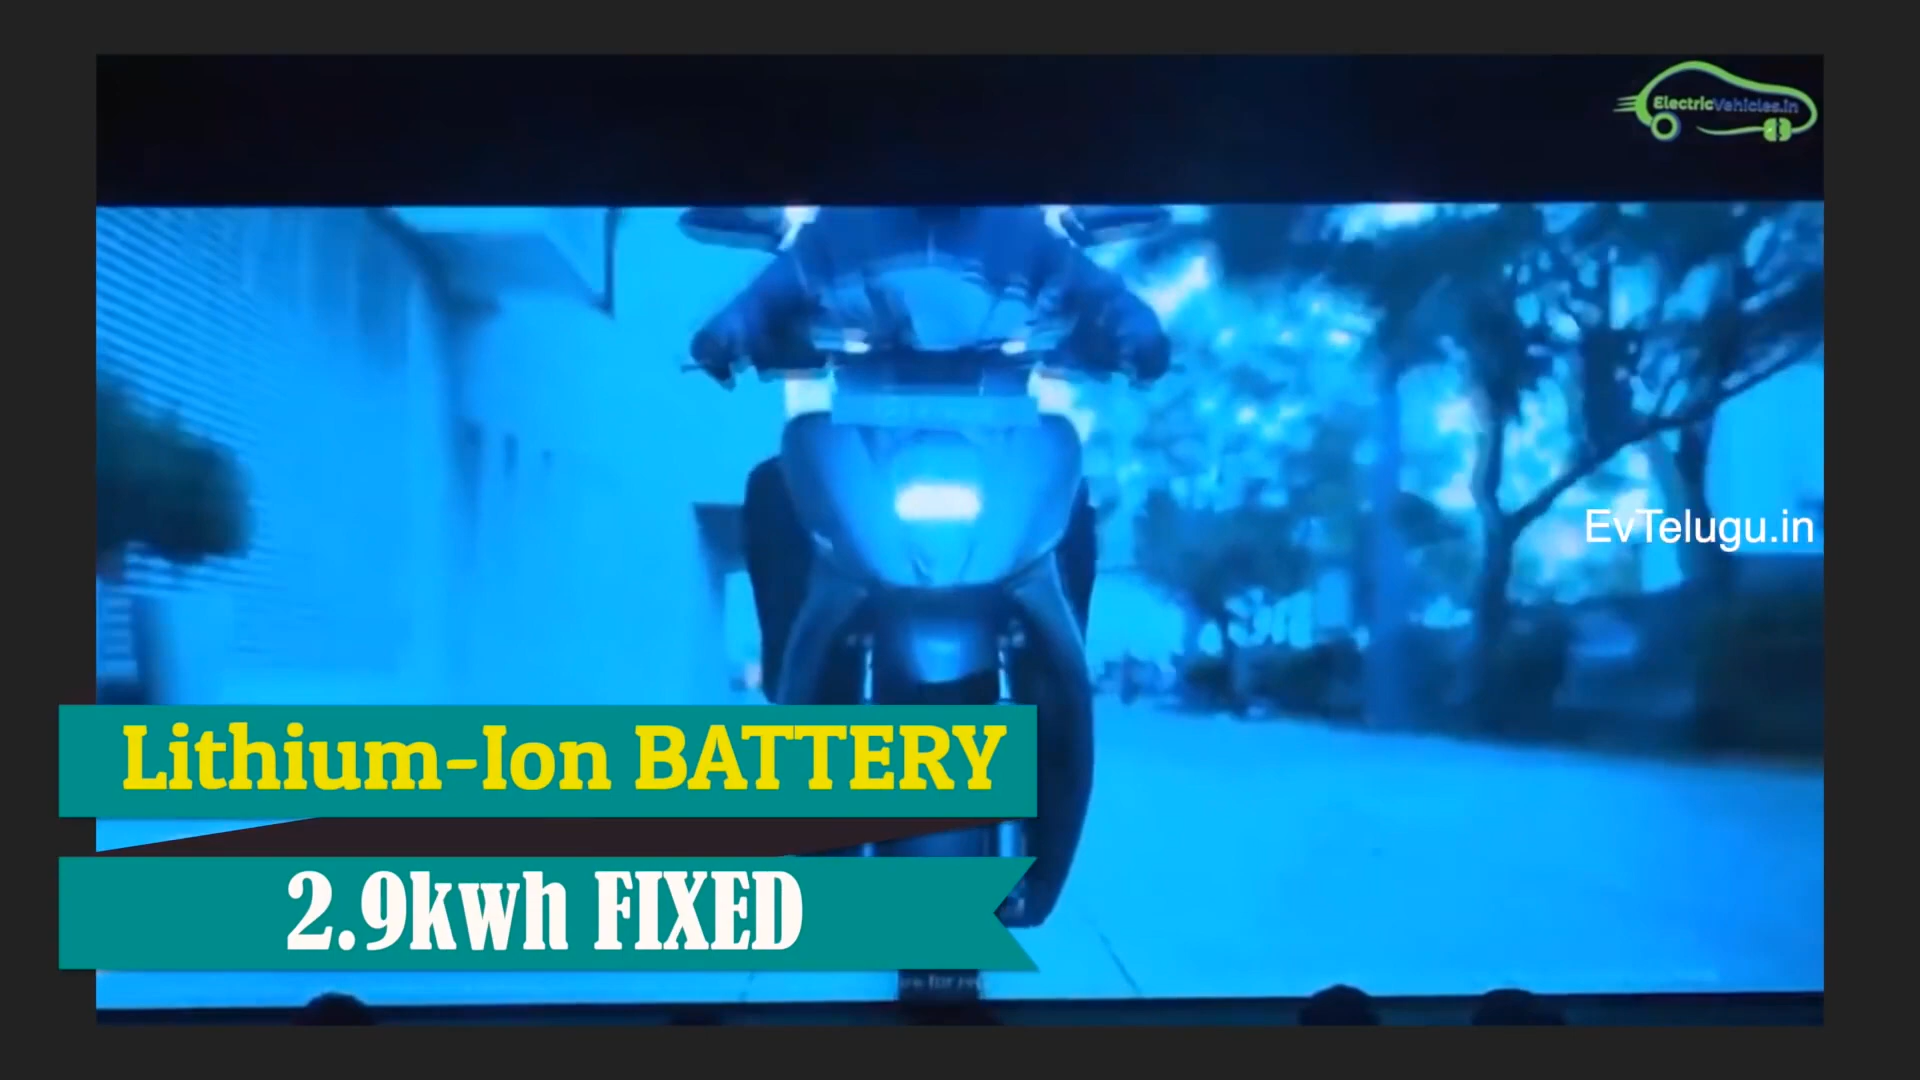 ElectricVehicles.in
EvTelugu.in
Lithium-Ion BATTERY
2.9kwh FIXED